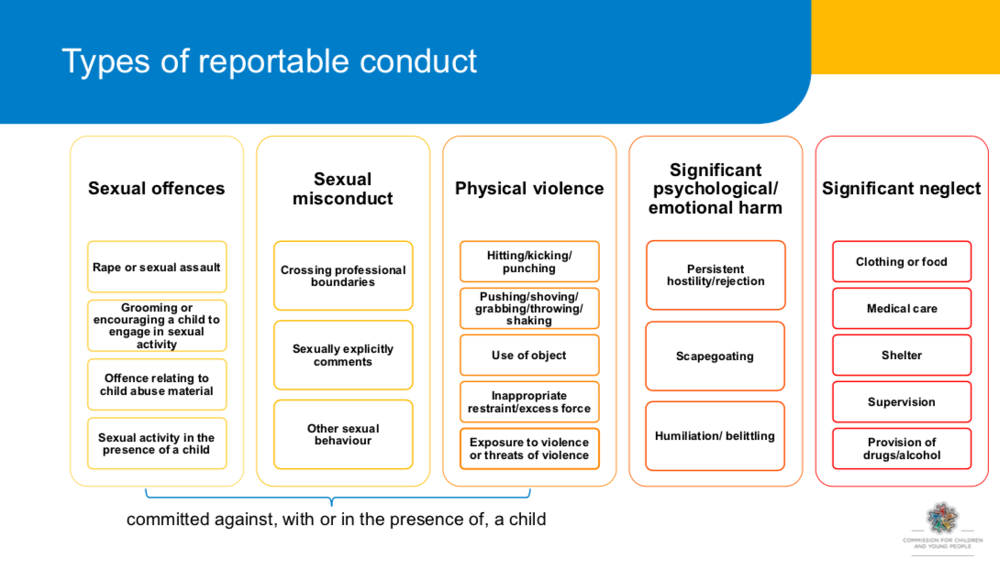 Types of reportable conduct
Sexual offences
Rape or sexual assault
Grooming or
encouraging a child to
engage in sexual
activity
Offence relating to
child abuse material
Sexual activity in the
presence of a child
Sexual
misconduct
Crossing professional
boundaries
Sexually explicitly
comments
Other sexual
behaviour
Physical violence
Hitting/kicking/
punching
Pushing/shoving/
grabbing/throwing/
shaking
Use of object
Inappropriate
restraint/excess force
Exposure to violence
or threats of violence
Significant
psychological/
emotional harm
Persistent
hostility/rejection
Scapegoating
Humiliation/ belittling
Significant neglect
Clothing or food
Medical care
Shelter
Supervision
Provision of
drugs/alcohol
committed against, with or in the presence of, a child
COMMISSION FOR CHILDREN
AND YOUNG PEOPLE